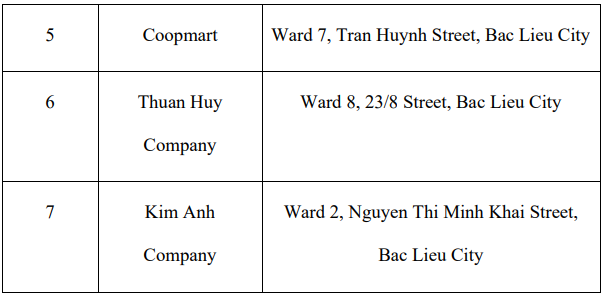 5 Coopmart Ward 7, Tran Huynh Street, Bac Lieu City
6 Thuan Huy Ward 8, 23/8 Street, Bac Lieu City
Company
7 Kim Anh Ward 2, Nguyen Thi Minh Khai Street,
Company Bac Lieu City